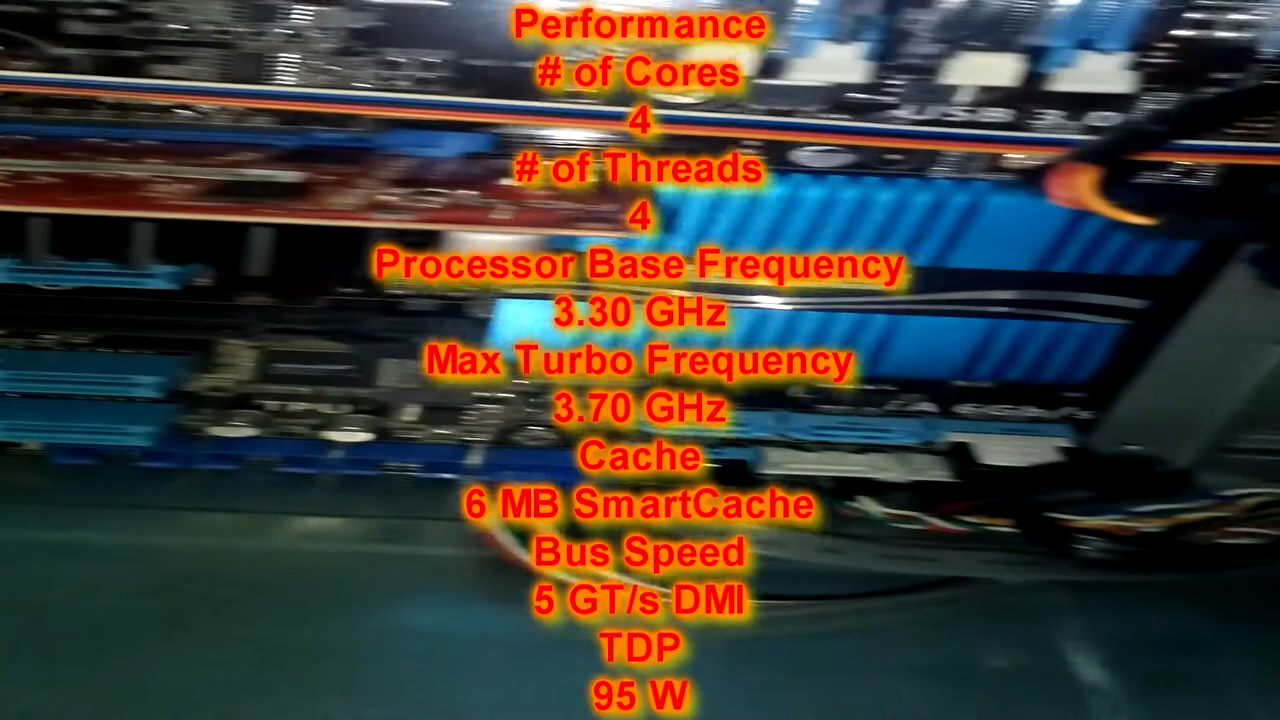 Performance
# of Cores
4
# of Threads
4
Processor Base Frequency
3.30 GHz
Max Turbo Frequency
3.70 GHz
Cache
6 MB SmartCache
Bus Speed
5 GT/s DMI
TDP
95 W